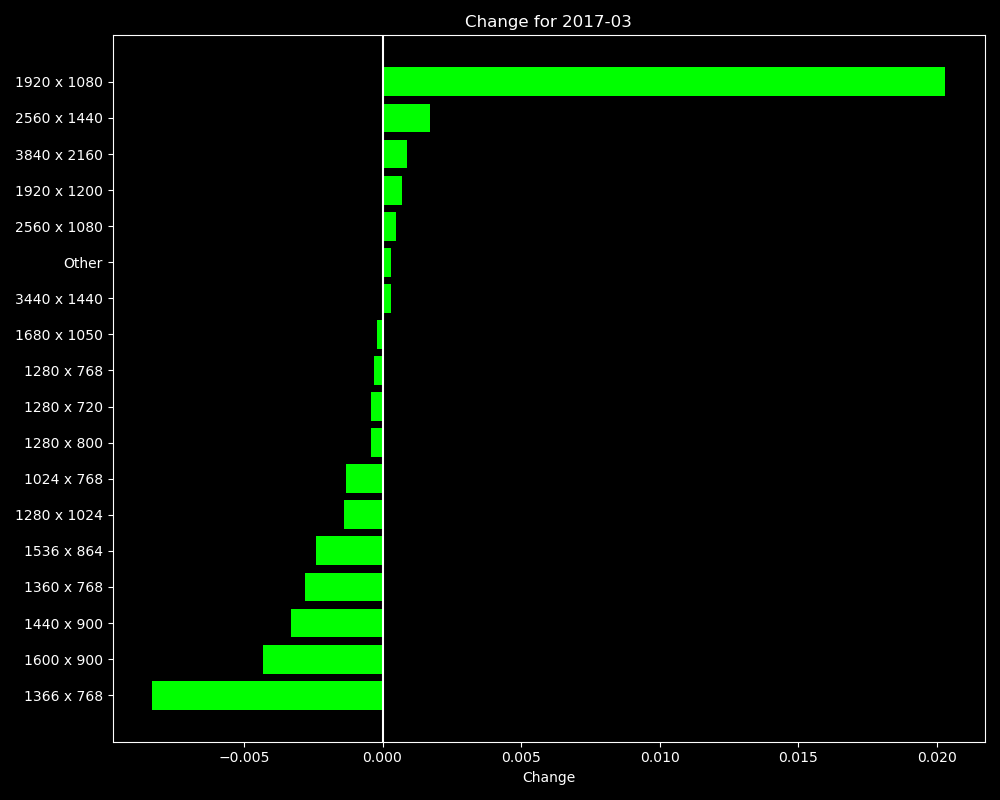 Change for 2017-03
1920 x 1080
2560 x 1440
3840 x 2160
1920 x 1200
2560 x 1080
Other
3440 x 1440
1680 x 1050
1280 x 768
1280 x 720
1280 x 800
1024 x 768
1280 x 1024
1536 x 864
1360 x 768
1440 x 900
1600 x 900
1366 x 768
−0.005 0.000 0.005 0.010 0.015 0.020
Change